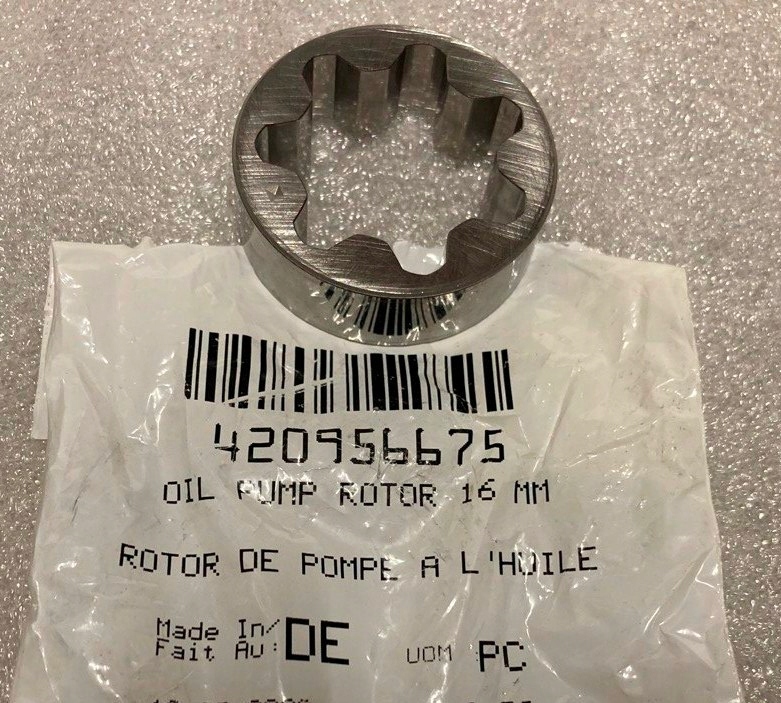 420956675
OIL PUMP ROTOR 16 MM
ROTOR DE POMPE A L'HUILE
Made In/
Fait Au: DE UOM PC